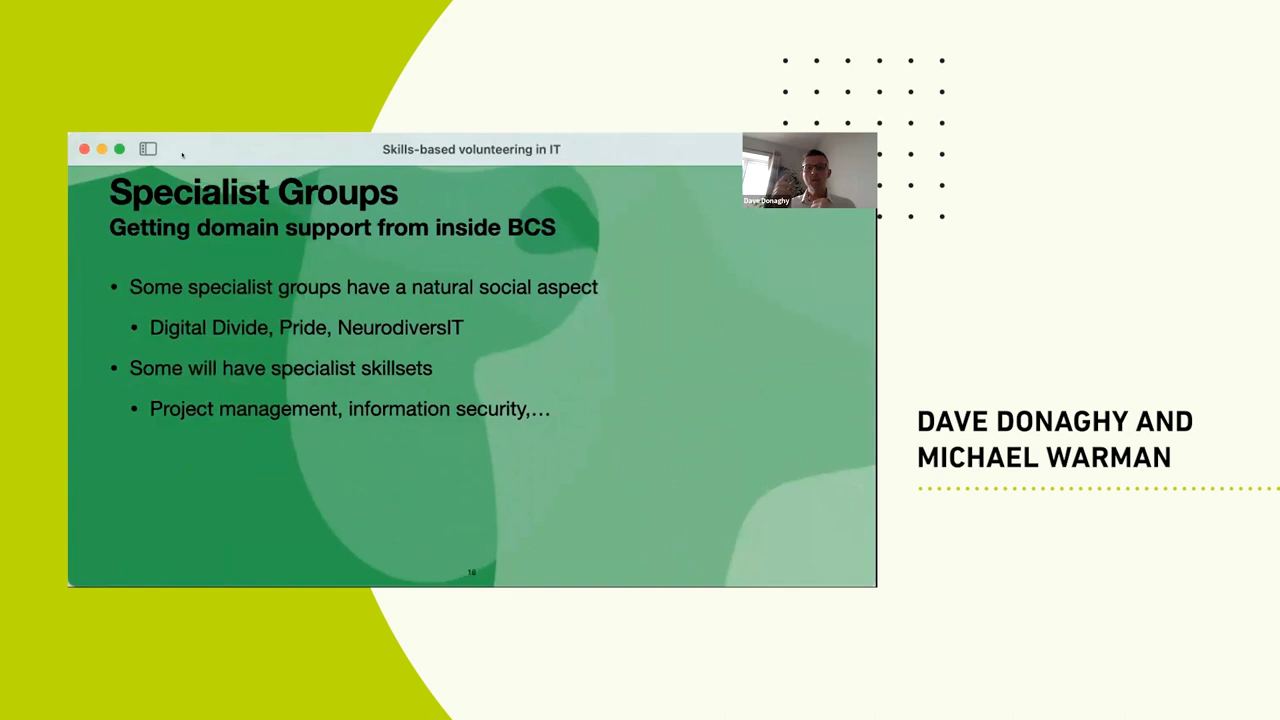 Skills-based volunteering in IT
Dave Donaghy
Specialist Groups
Getting domain support from inside BCS
• Some specialist groups have a natural social aspect
• Digital Divide, Pride, NeurodiversIT
• Some will have specialist skillsets
• Project management, information security,…
16
DAVE DONAGHY AND
MICHAEL WARMAN